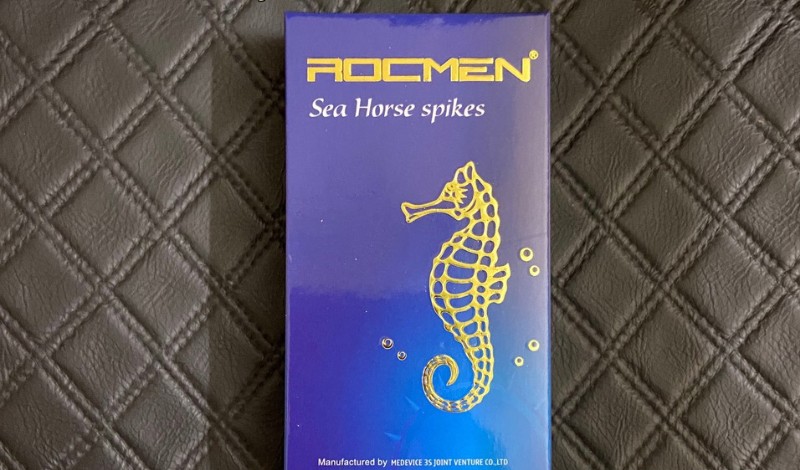 ROCMEN®
Sea Horse spikes
Manufactured by MEDEVICE 3S JOINT VENTURE CO.,LTD